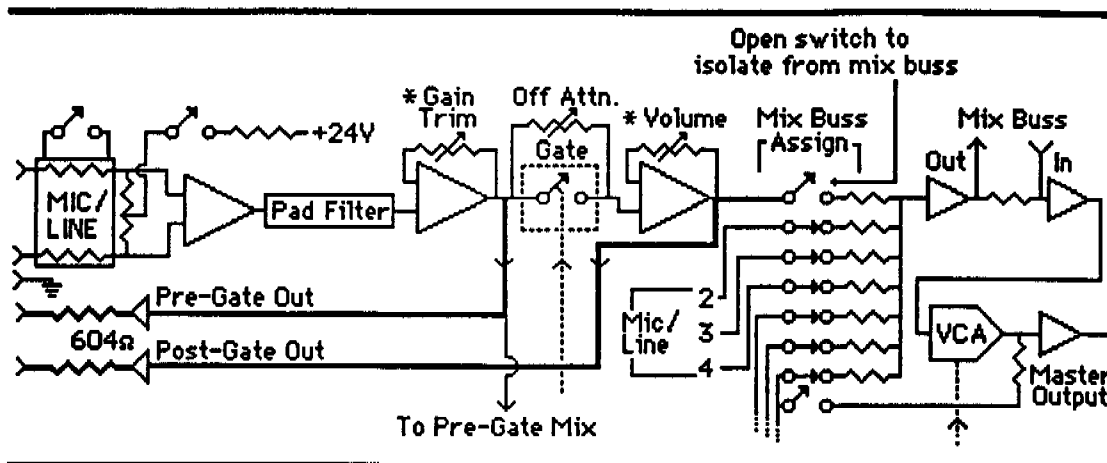 Open switch to
isolate from mix buss
* Gain
Trim
Off Attn.
Gate
* Volume
Mix Buss
Assign
Mix Buss
Out
In
+24V
MIC/
LINE
Pad Filter
Pre-Gate Out
604Ω
Post-Gate Out
Mic/
Line
2
3
4
VCA
Master
Output
To Pre-Gate Mix